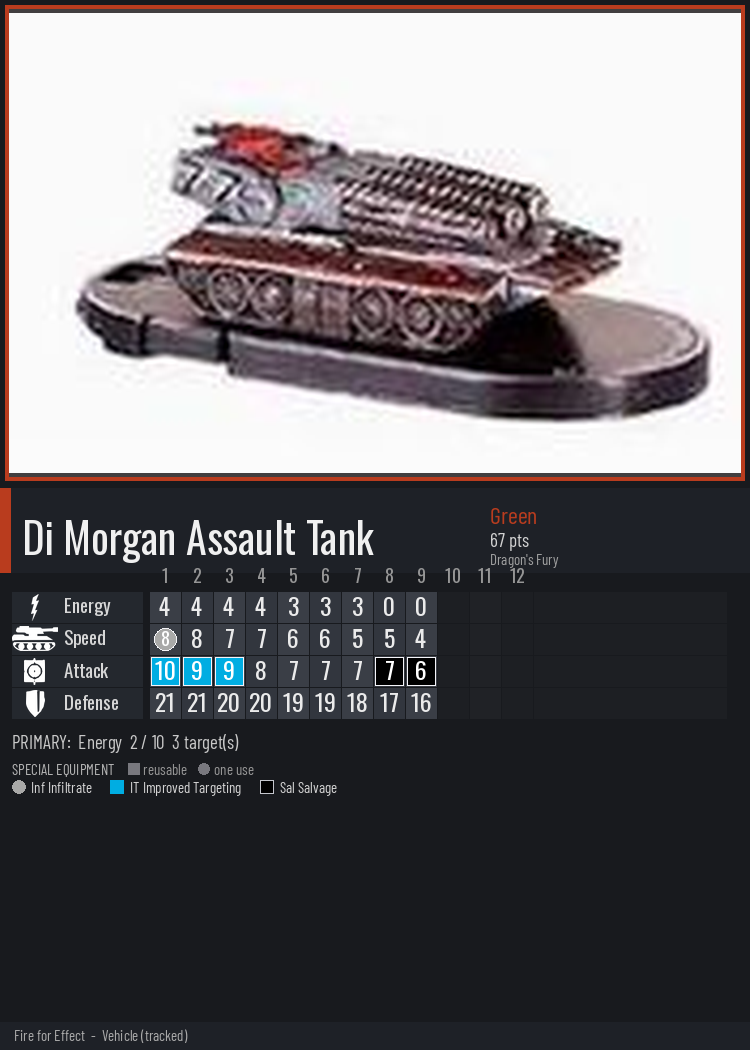 Di Morgan Assault Tank
Green
67 pts
Dragon's Fury
1 2 3 4 5 6 7 8 9 10 11 12
Energy 4 4 4 4 3 3 3 0 0
Speed 8 8 7 7 6 6 5 5 4
Attack 10 9 9 8 7 7 7 7 6
Defense 21 21 20 20 19 19 18 17 16
PRIMARY: Energy 2 / 10 3 target(s)
SPECIAL EQUIPMENT reusable one use
Inf Infiltrate IT Improved Targeting Sal Salvage
Fire for Effect - Vehicle (tracked)